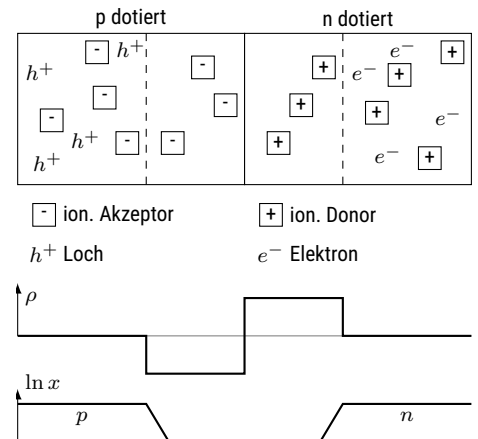 p dotiert n dotiert
- h⁺ e⁻ +
h⁺ - + e⁻ +
- - + +
- e⁻
h⁺ - - + e⁻ +
h⁺
- ion. Akzeptor + ion. Donor
h⁺ Loch e⁻ Elektron
ρ
ln x
p n